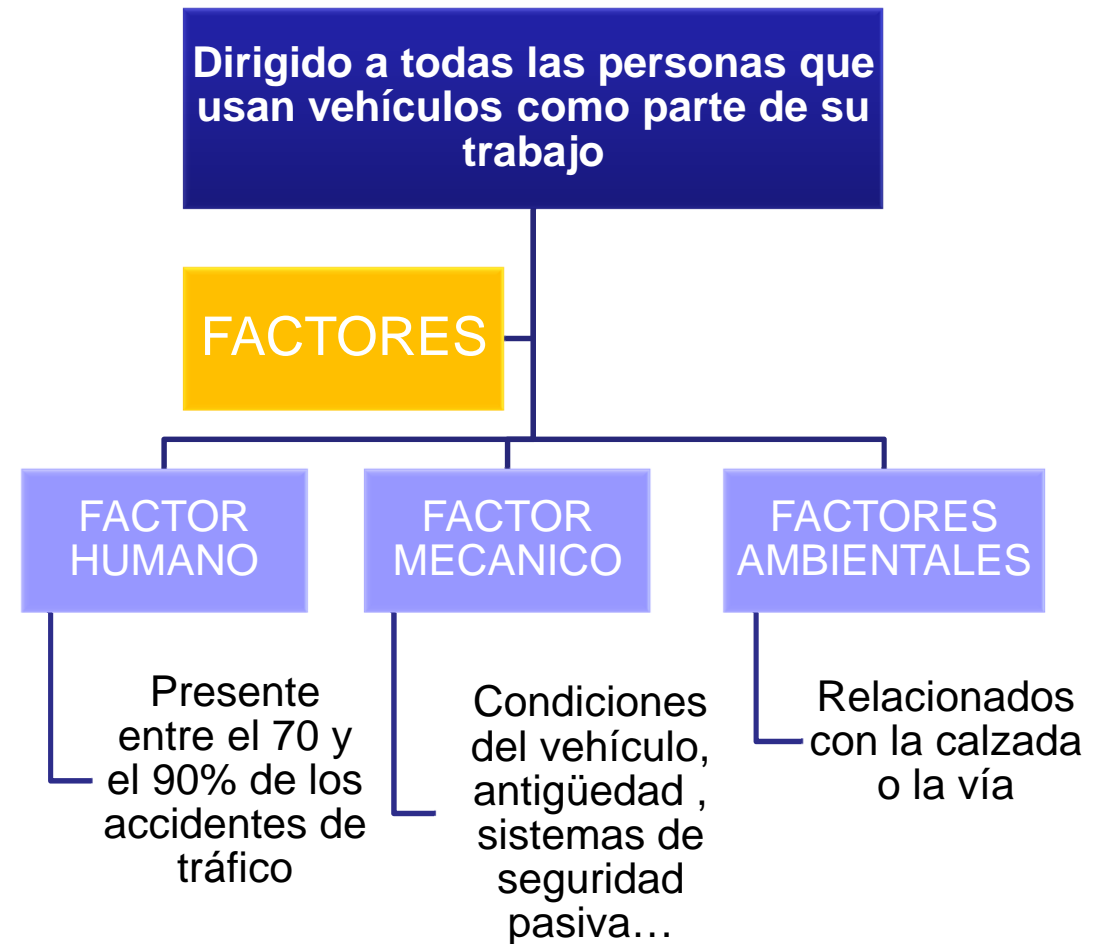 Dirigido a todas las personas que
usan vehículos como parte de su
trabajo
FACTORES
FACTOR
HUMANO
Presente
entre el 70 y
el 90% de los
accidentes de
tráfico
FACTOR
MECANICO
Condiciones
del vehículo,
antigüedad ,
sistemas de
seguridad
pasiva…
FACTORES
AMBIENTALES
Relacionados
con la calzada
o la vía